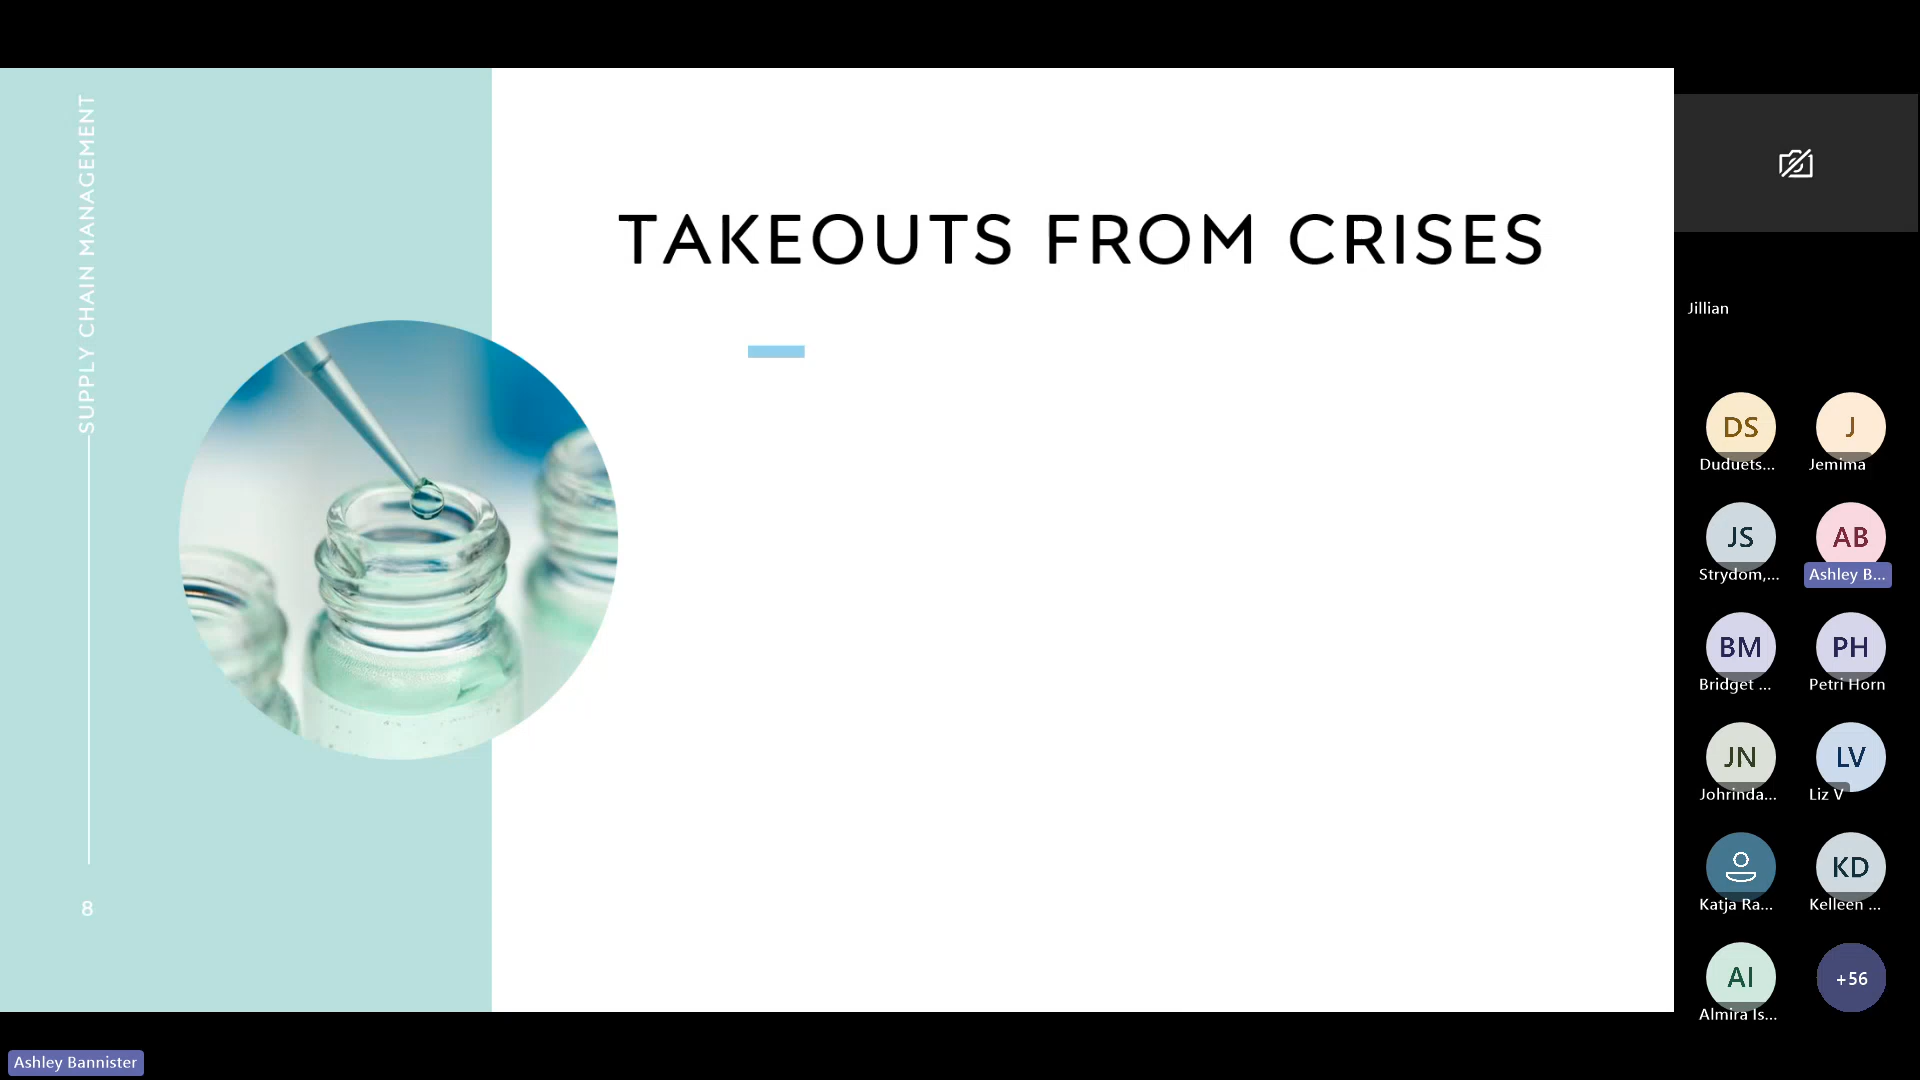 SUPPLY CHAIN MANAGEMENT
TAKEOUTS FROM CRISES
8
Jillian
DS
Duduets...
J
Jemima
JS
Strydom,...
AB
Ashley B...
BM
Bridget ...
PH
Petri Horn
JN
Johrinda...
LV
Liz V
Katja Ra...
KD
Kelleen ...
AI
Almira Is...
+56
Ashley Bannister